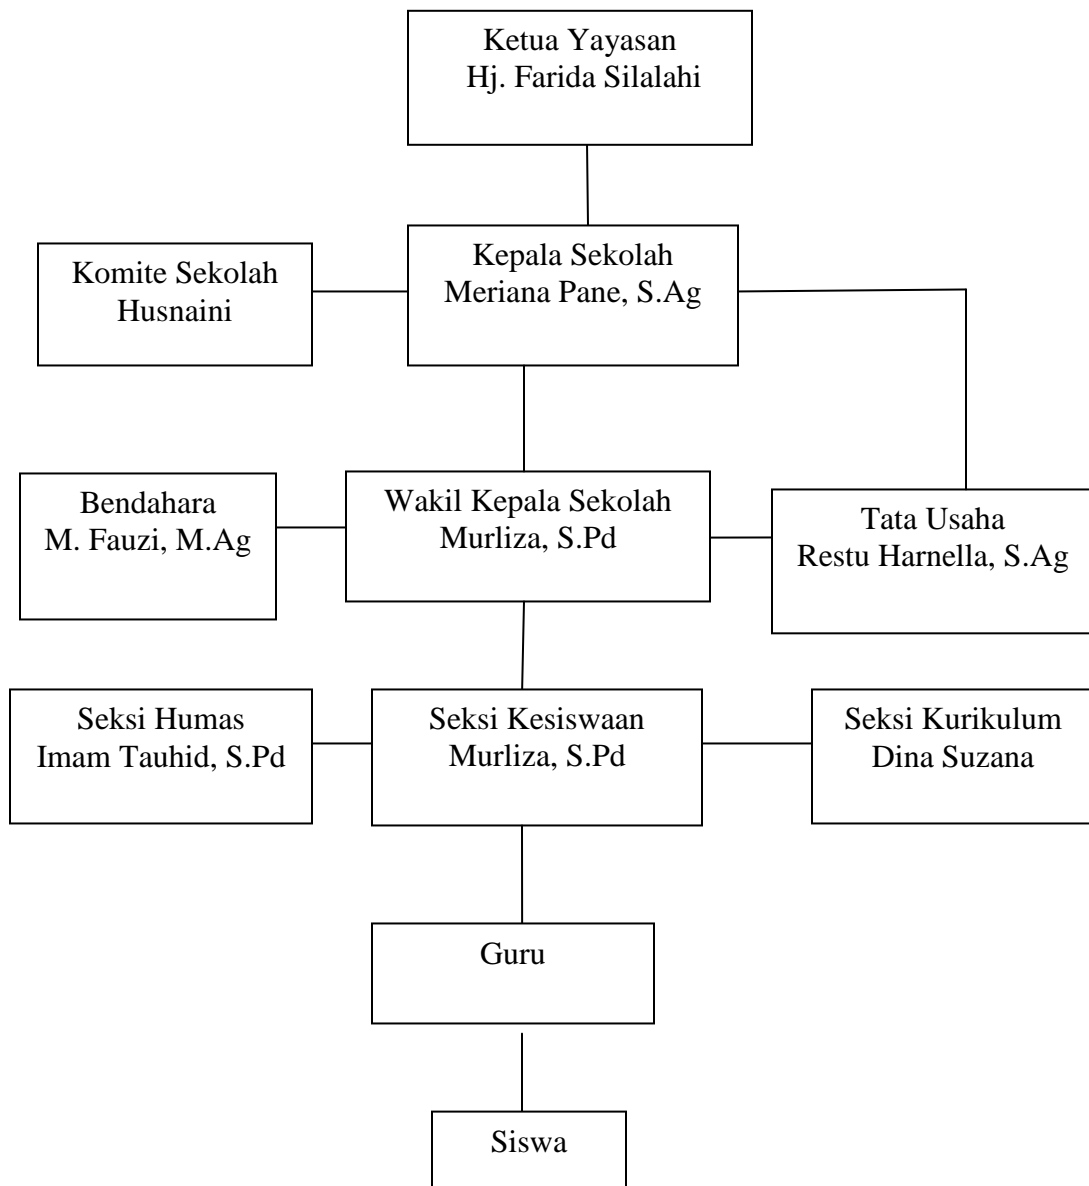 Ketua Yayasan
Hj. Farida Silalahi
Komite Sekolah
Husnaini
Kepala Sekolah
Meriana Pane, S.Ag
Bendahara
M. Fauzi, M.Ag
Wakil Kepala Sekolah
Murliza, S.Pd
Tata Usaha
Restu Harnella, S.Ag
Seksi Humas
Imam Tauhid, S.Pd
Seksi Kesiswaan
Murliza, S.Pd
Seksi Kurikulum
Dina Suzana
Guru
Siswa